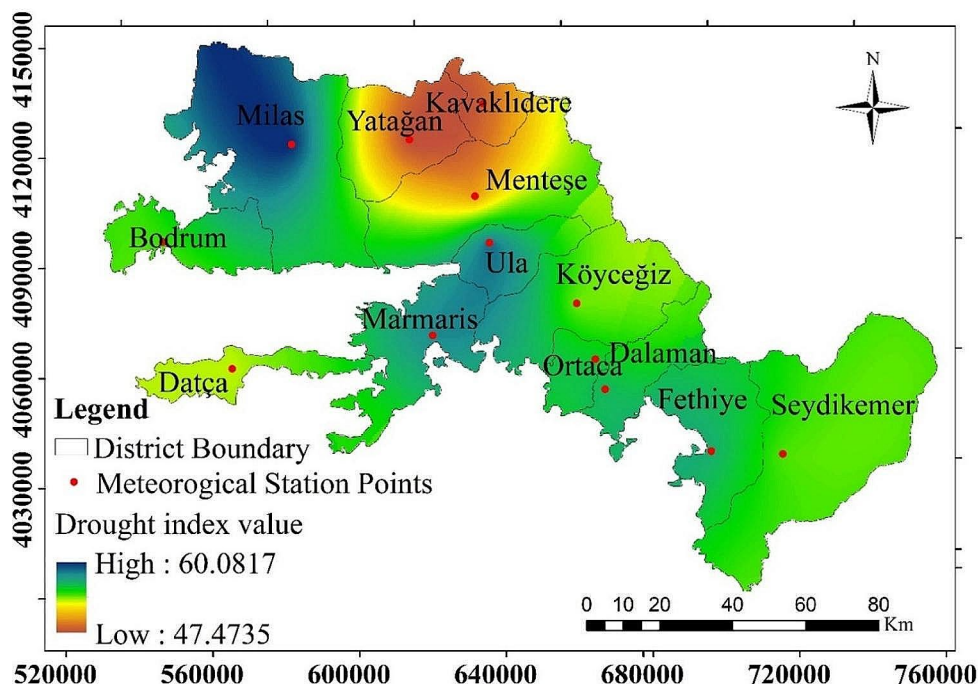 N
4150000
4120000
4090000
4060000
4030000
Kavaklıdere
Milas
Yatağan
Menteşe
Bodrum
Ula
Köyceğiz
Marmaris
Datça
Ortaca
Dalaman
Fethiye
Seydikemer
Legend
District Boundary
Meteorogical Station Points
Drought index value
High : 60.0817
Low : 47.4735
0 10 20 40 60 80
Km
520000 560000 600000 640000 680000 720000 760000